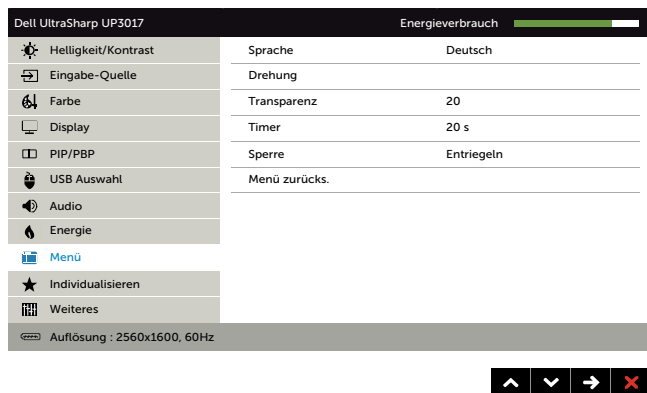 Dell UltraSharp UP3017 Energieverbrauch
Helligkeit/Kontrast Sprache Deutsch
Eingabe-Quelle Drehung
Farbe Transparenz 20
Display Timer 20 s
PIP/PBP Sperre Entriegeln
USB Auswahl Menü zurücks.
Audio
Energie
Menü
Individualisieren
Weiteres
Auflösung : 2560x1600, 60Hz